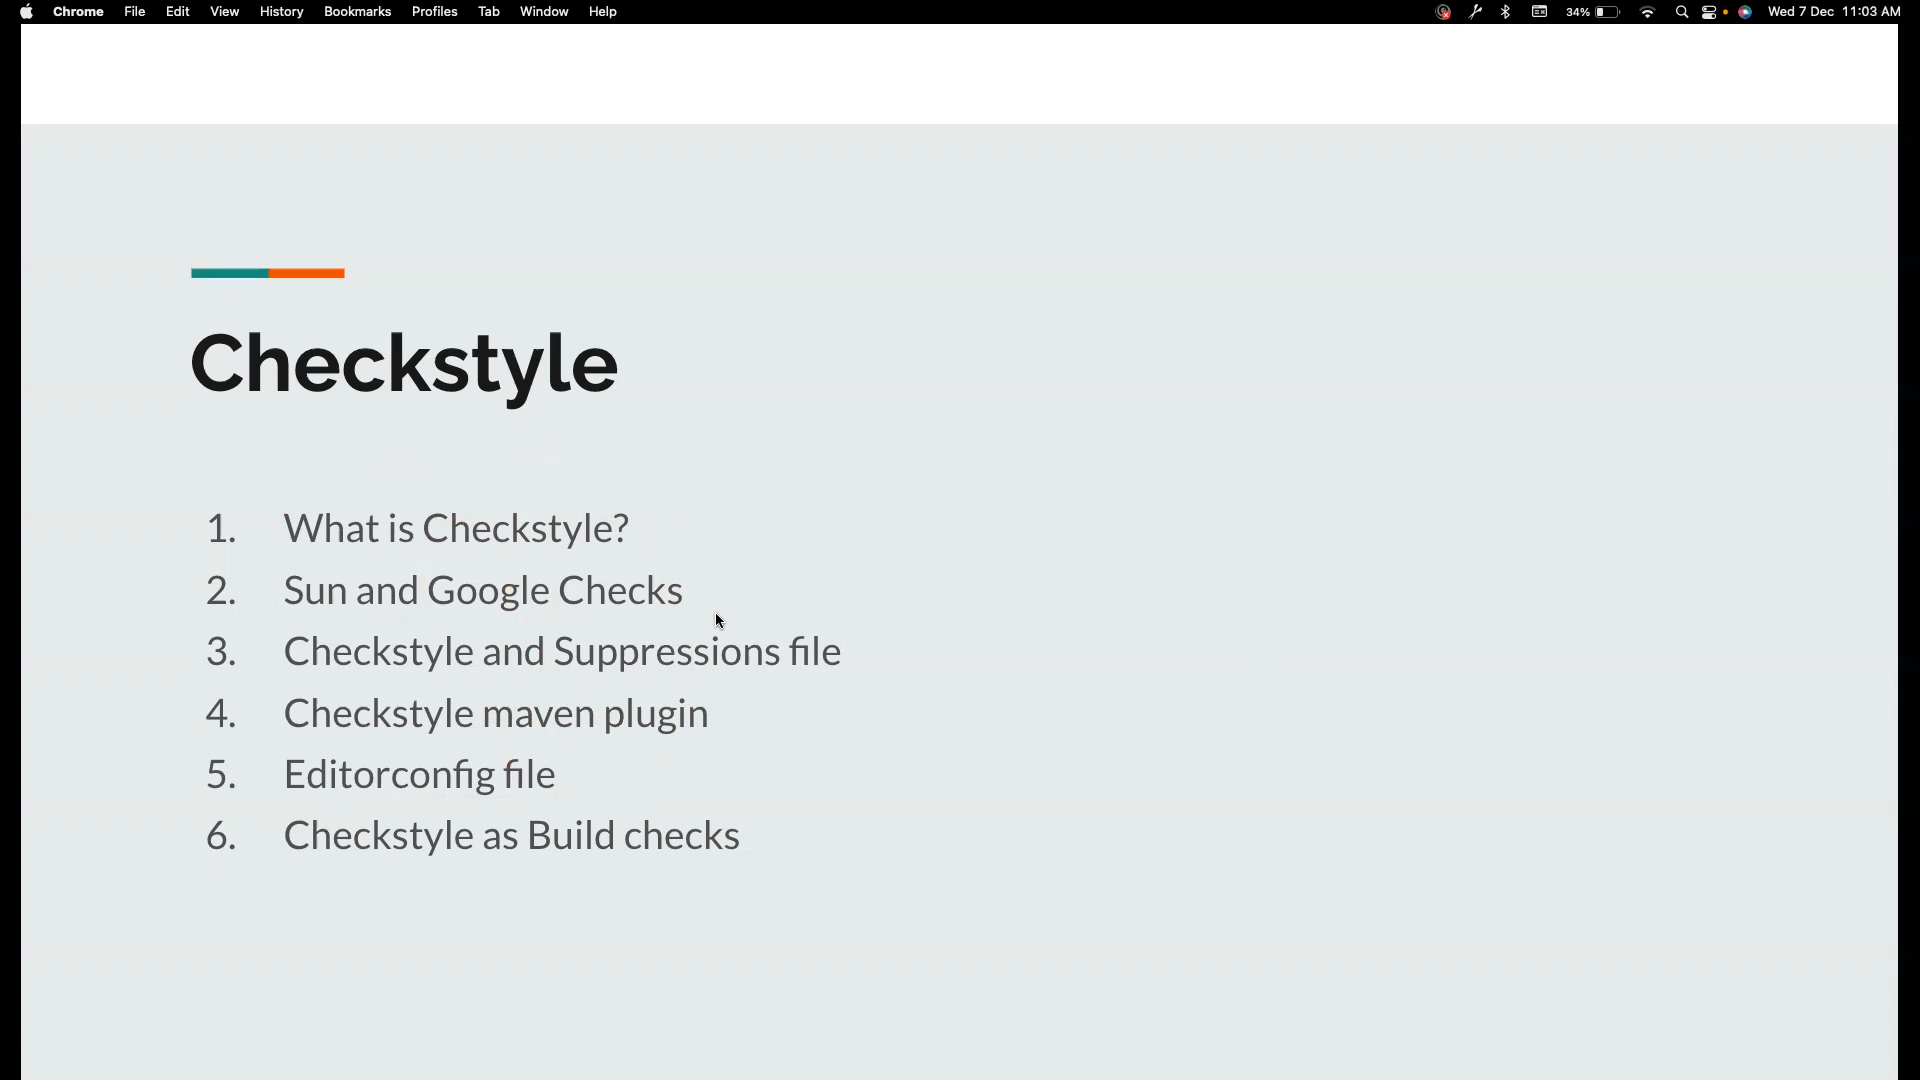 Chrome File Edit View History Bookmarks Profiles Tab Window Help 34% Wed 7 Dec 11:03 AM
Checkstyle
1. What is Checkstyle?
2. Sun and Google Checks
3. Checkstyle and Suppressions file
4. Checkstyle maven plugin
5. Editorconfig file
6. Checkstyle as Build checks